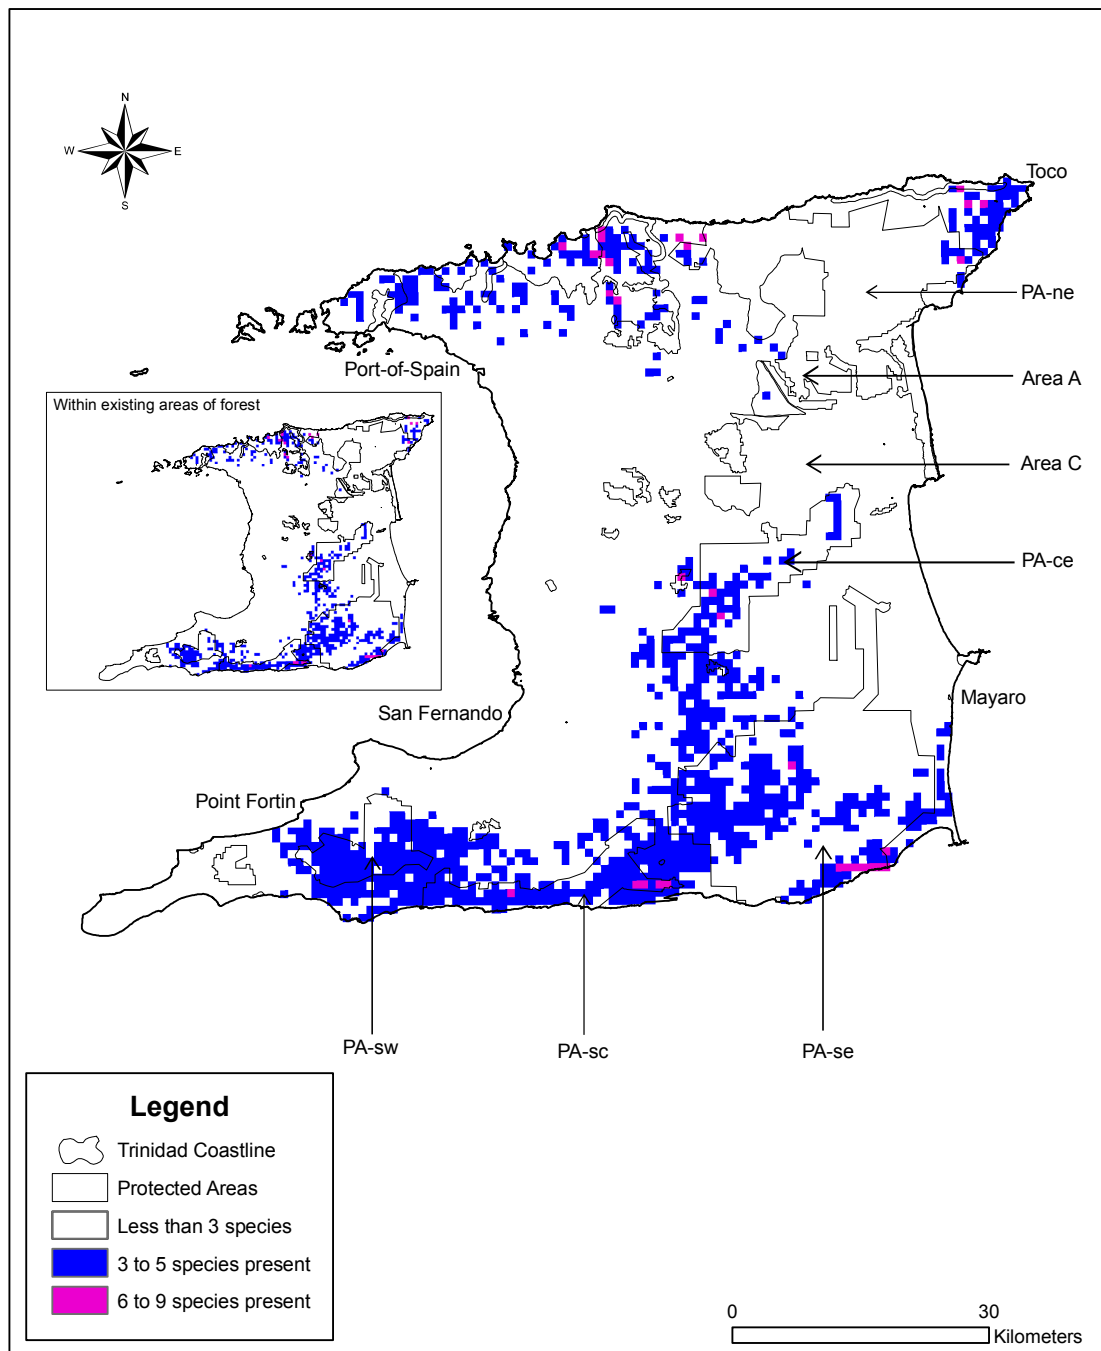 N
W
E
S
Toco
PA-ne
Port-of-Spain
Area A
Within existing areas of forest
Area C
PA-ce
Mayaro
San Fernando
Point Fortin
PA-sw
PA-sc
PA-se
Legend
Trinidad Coastline
Protected Areas
Less than 3 species
3 to 5 species present
6 to 9 species present
0 30
Kilometers